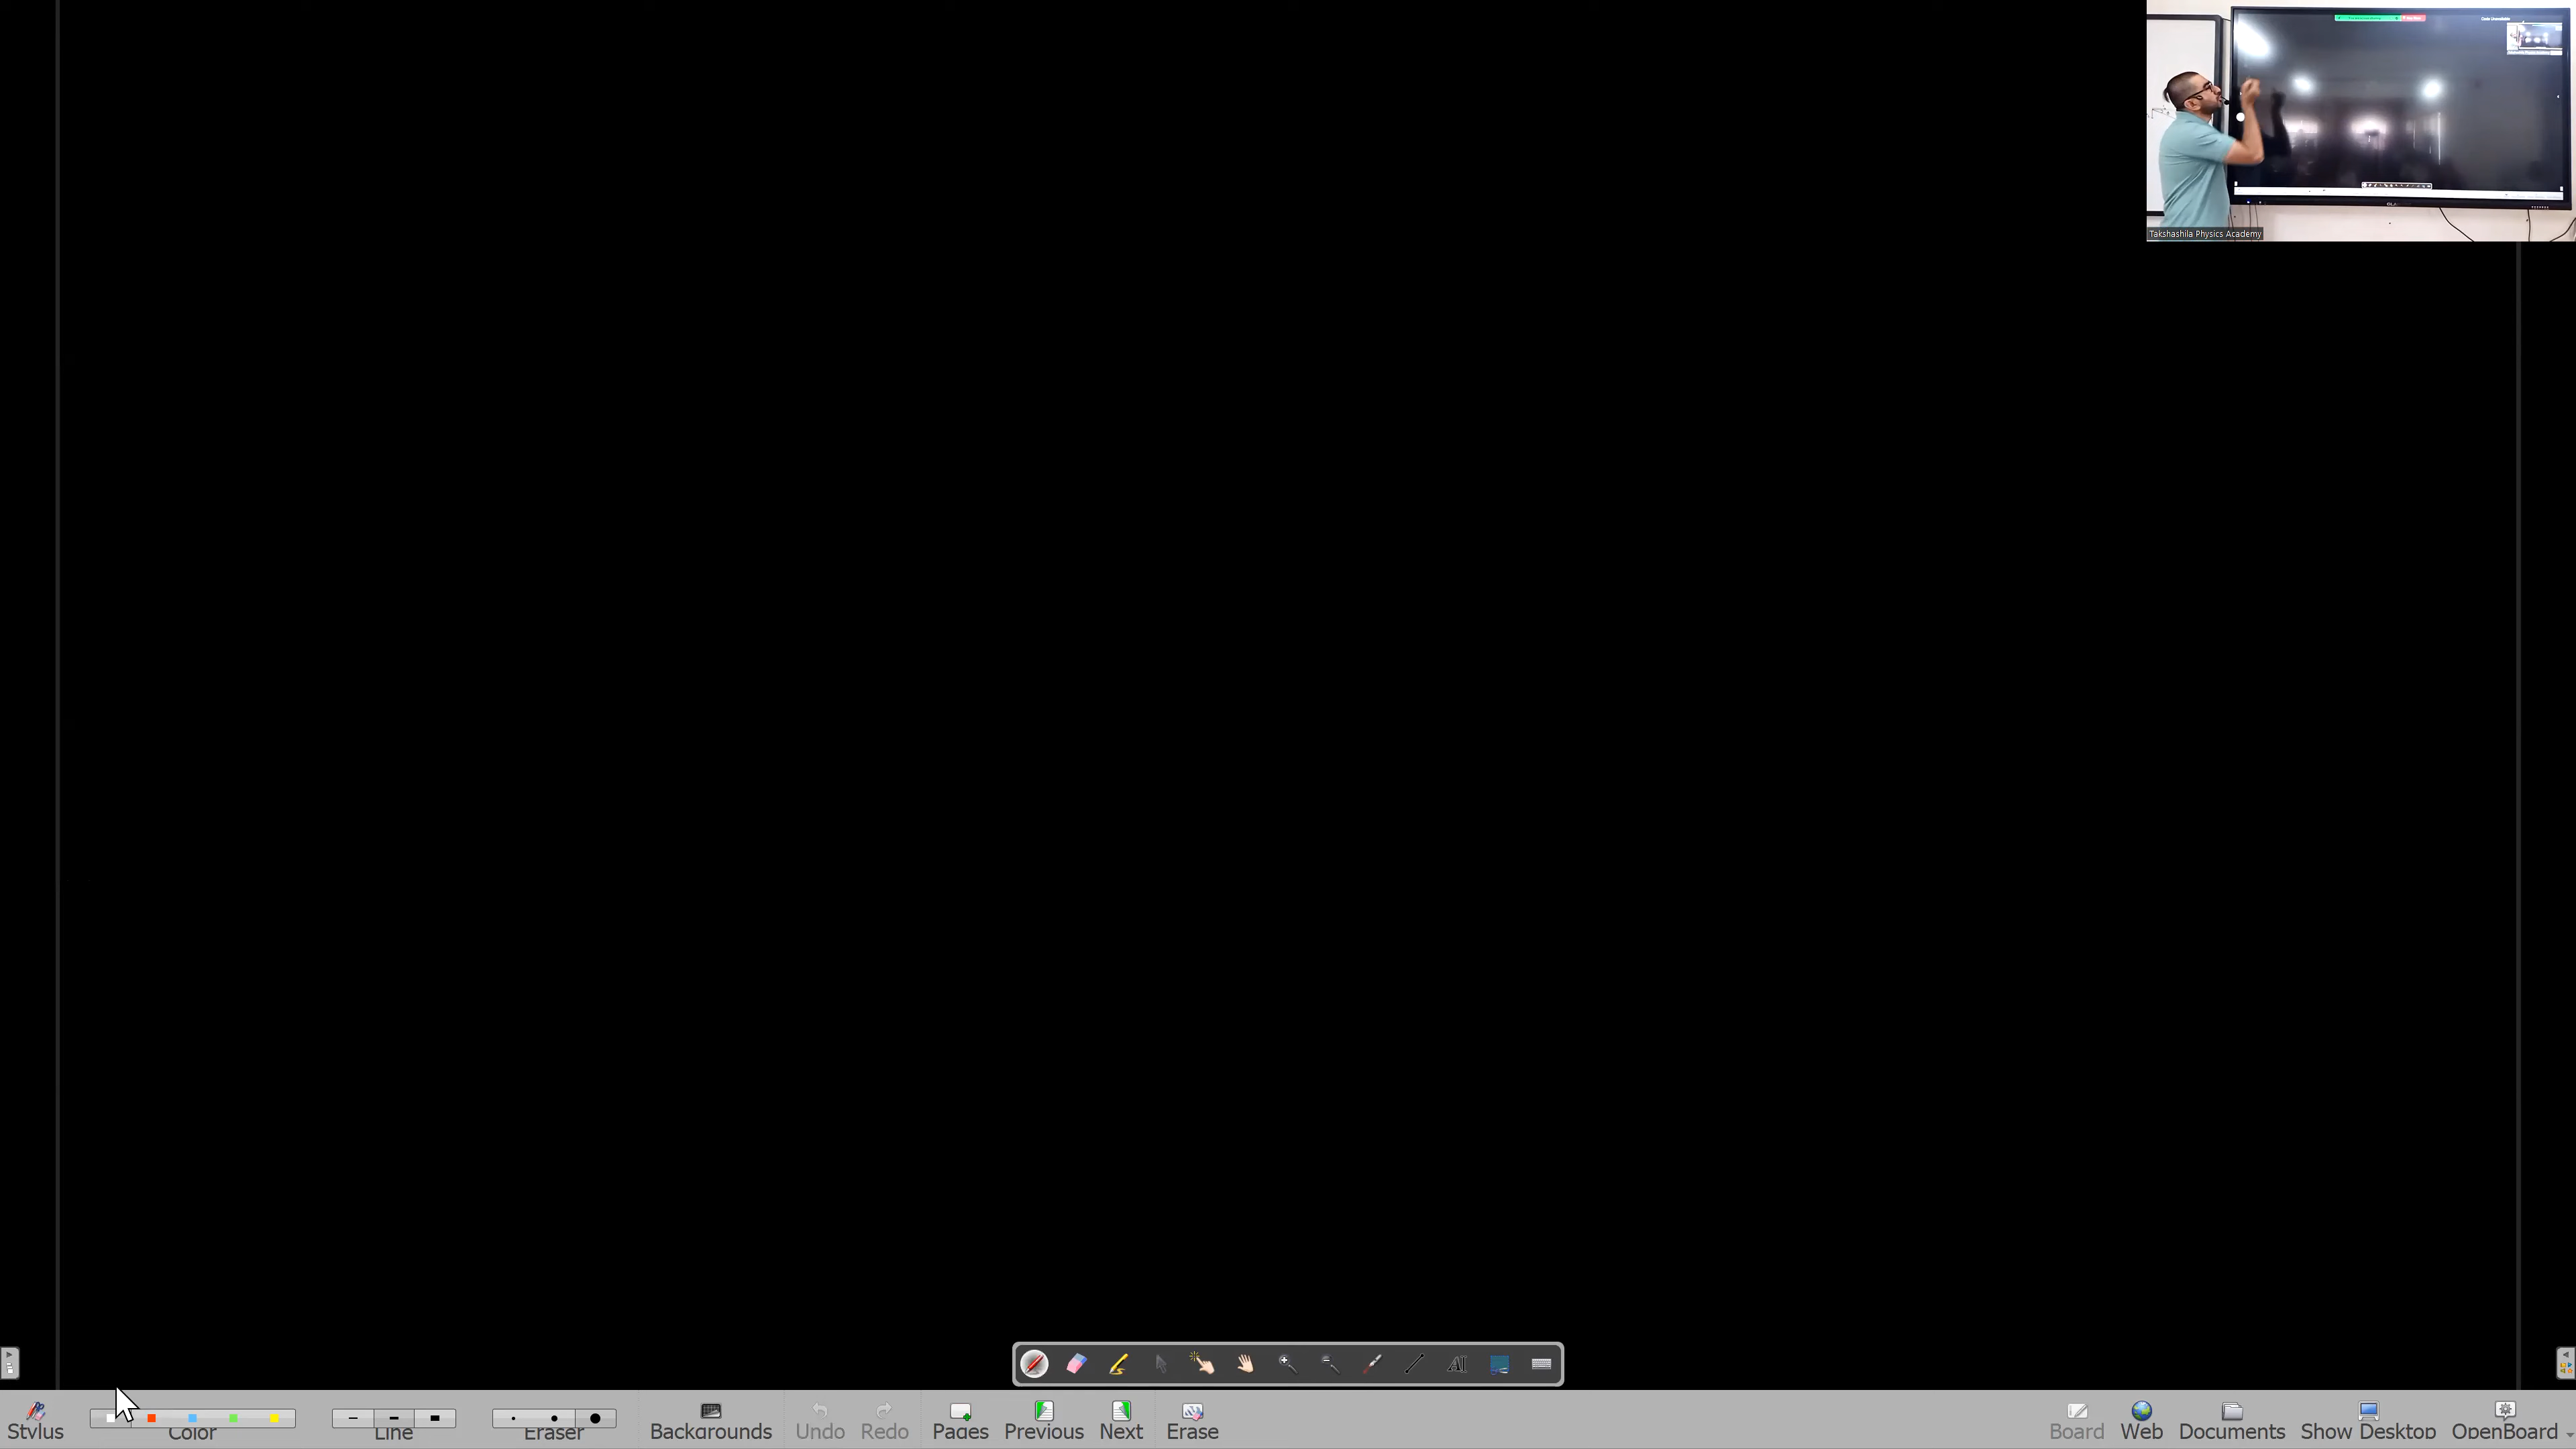 Takshashila Physics Academy
Stylus
Color
Line
Eraser
Backgrounds
Undo
Redo
Pages
Previous
Next
Erase
Board
Web
Documents
Show Desktop
OpenBoard